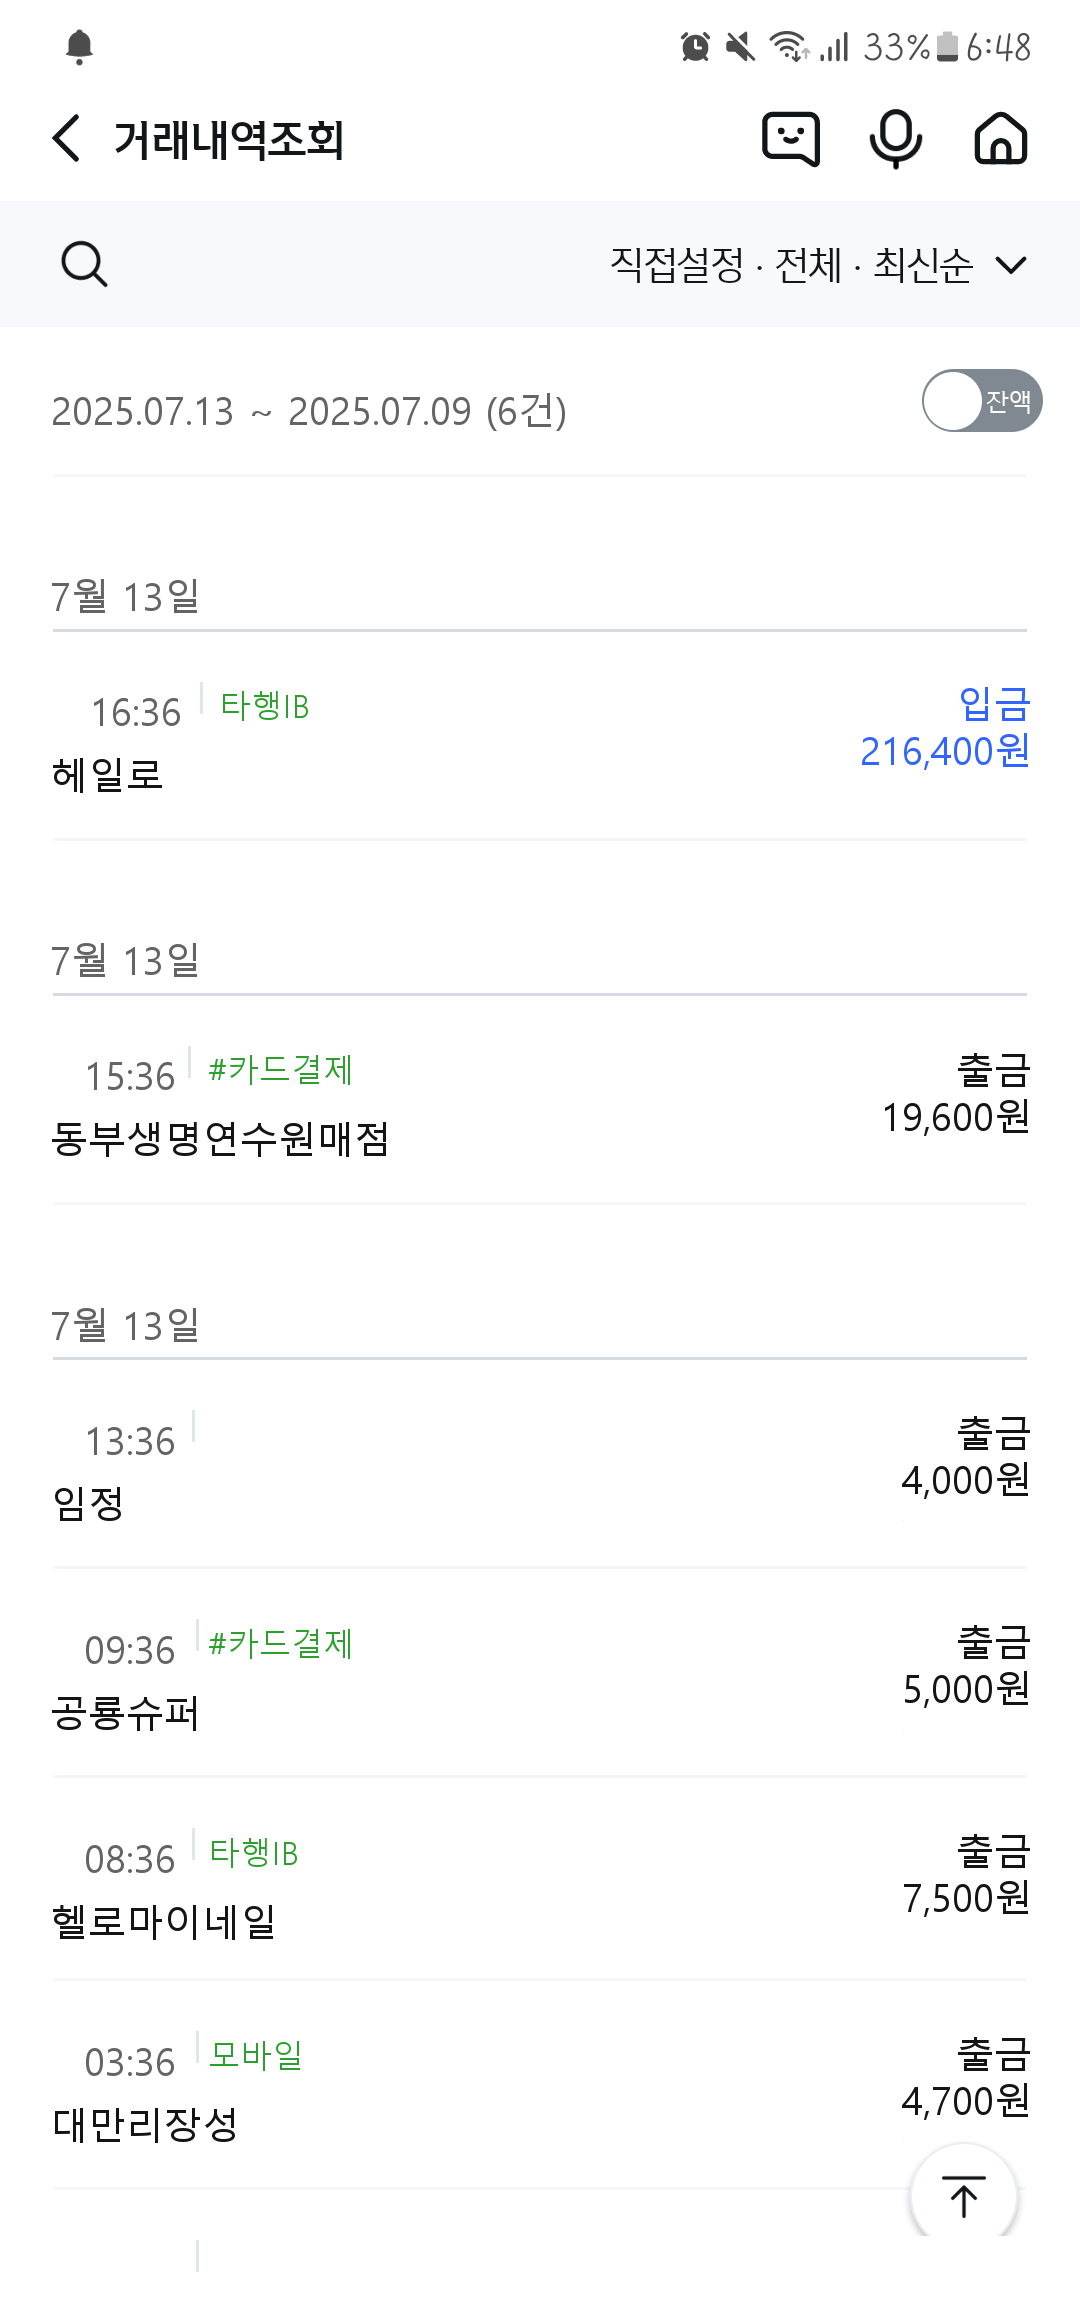 33% 6:48
거래내역조회
직접설정 · 전체 · 최신순
2025.07.13 ~ 2025.07.09 (6건)
잔액
7월 13일
16:36 타행IB
입금
216,400원
헤일로
7월 13일
15:36 #카드결제
출금
19,600원
동부생명연수원매점
7월 13일
13:36
출금
4,000원
임정
09:36 #카드결제
출금
5,000원
공룡슈퍼
08:36 타행IB
출금
7,500원
헬로마이네일
03:36 모바일
출금
4,700원
대만리장성